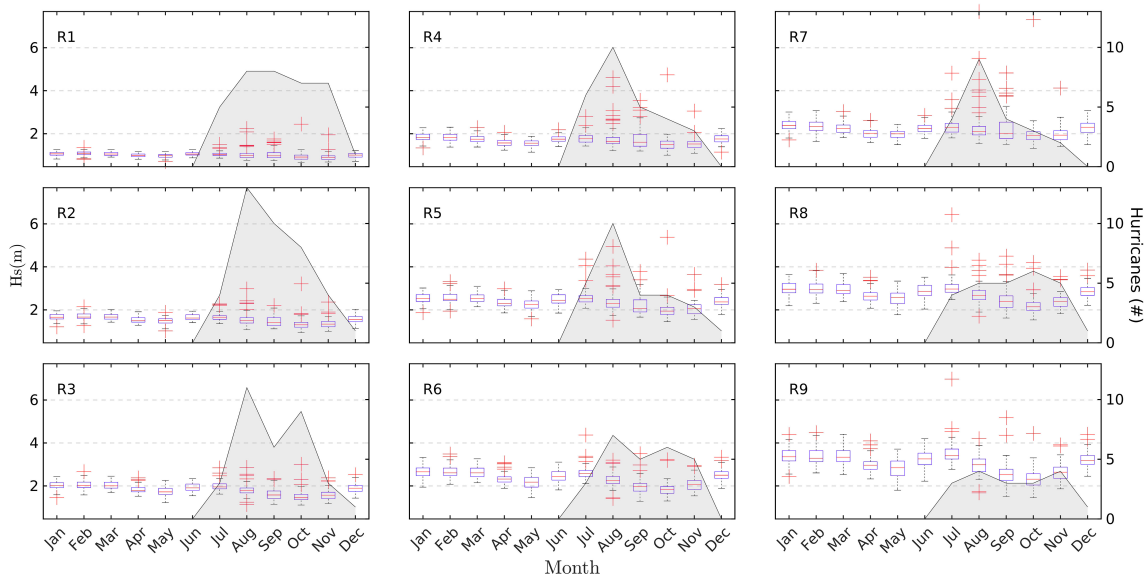 R1
R4
R7
6
4
2
10
5
0
R2
R5
R8
6
4
2
10
5
0
R3
R6
R9
6
4
2
10
5
0
Hs(m)
Hurricanes (#)
Jan Feb Mar Apr May Jun Jul Aug Sep Oct Nov Dec
Jan Feb Mar Apr May Jun Jul Aug Sep Oct Nov Dec
Jan Feb Mar Apr May Jun Jul Aug Sep Oct Nov Dec
Month